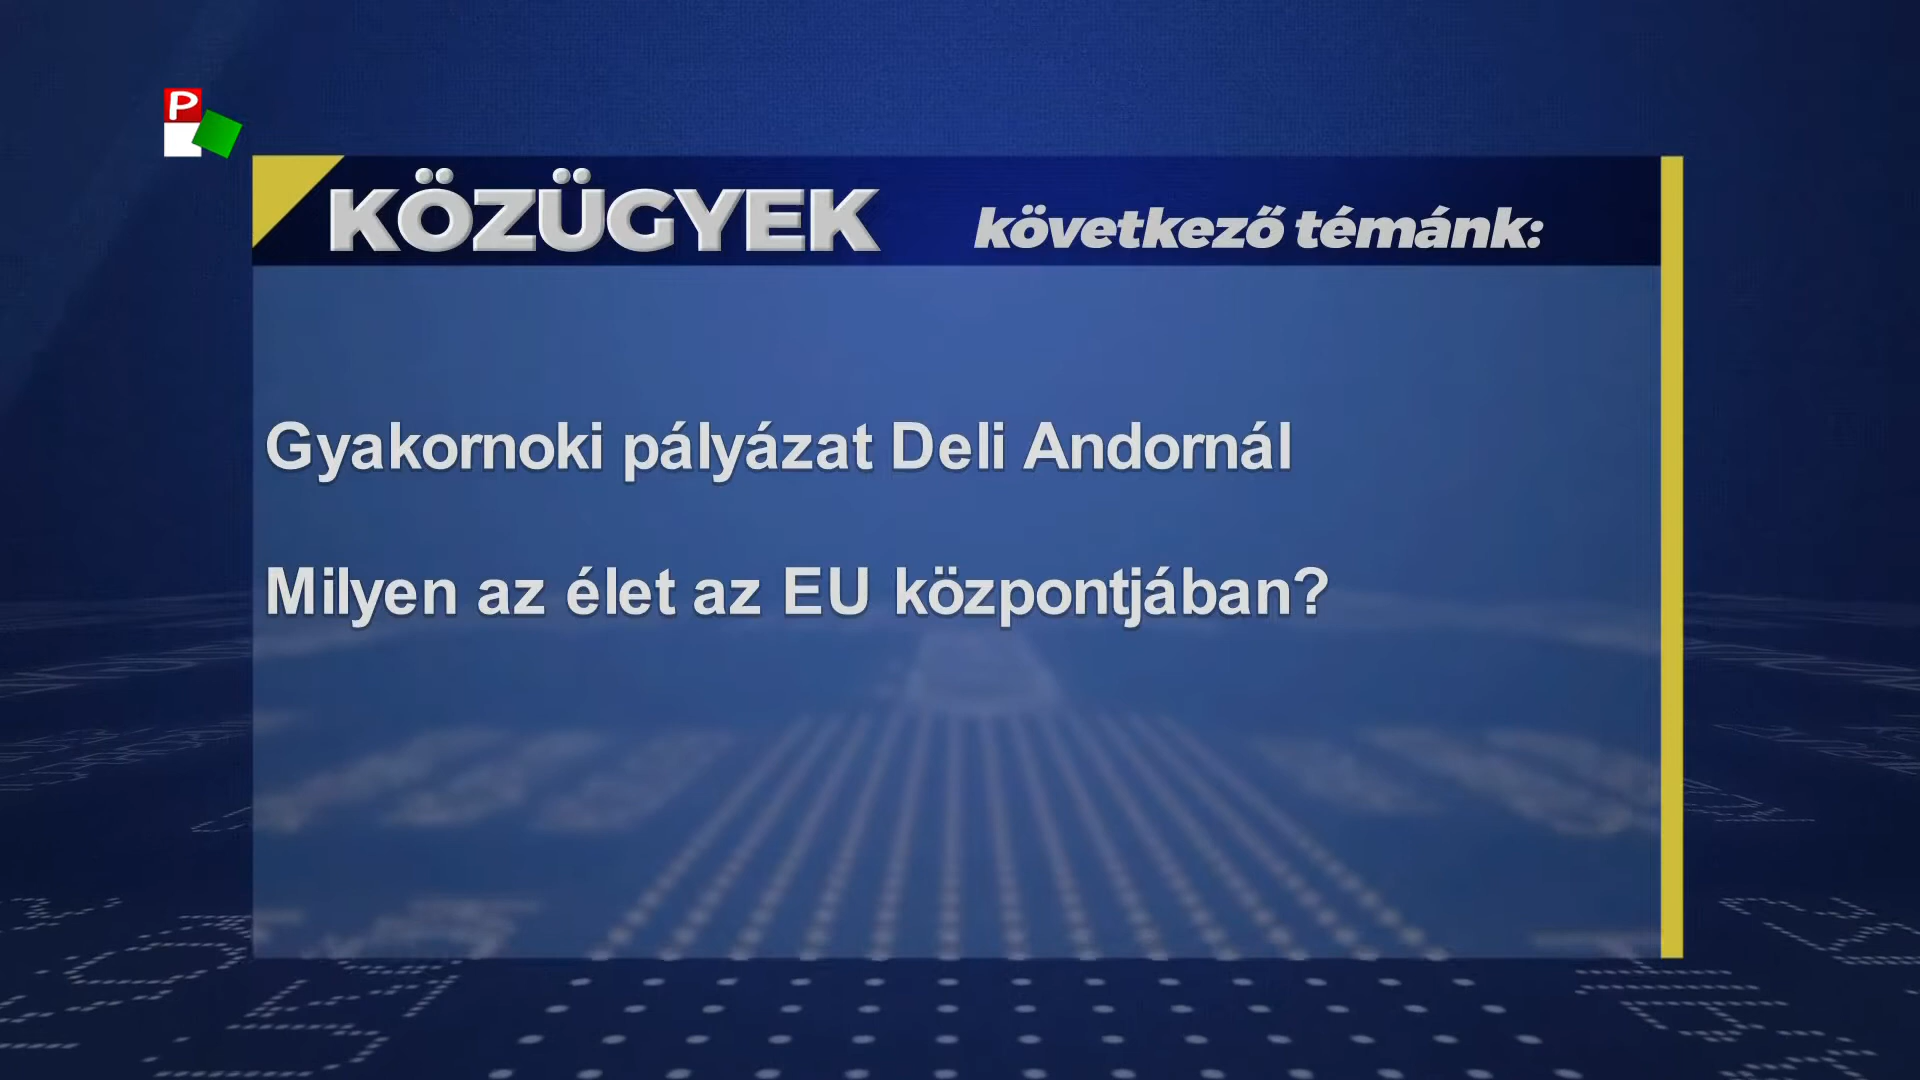 P
KÖZÜGYEK következő témánk:
Gyakornoki pályázat Deli Andornál
Milyen az élet az EU központjában?